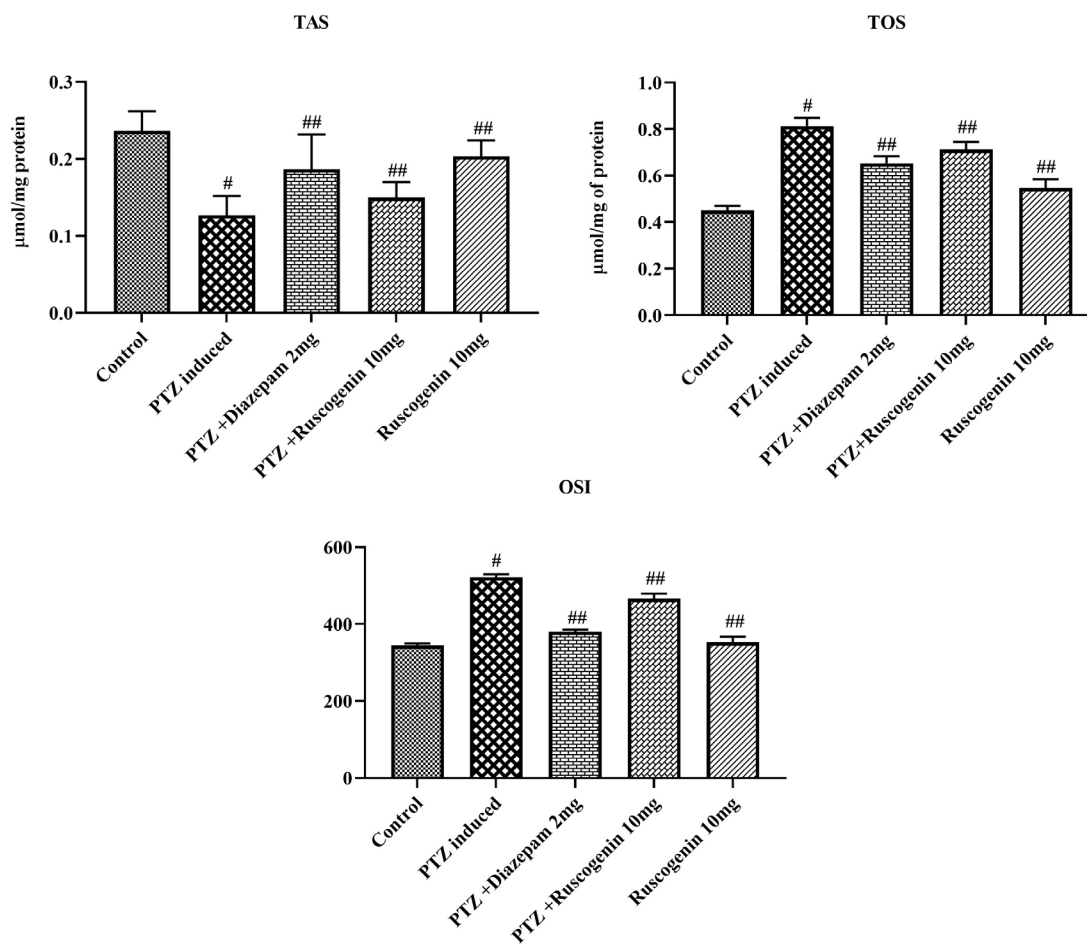 TAS
μmol/mg protein
0.3
0.2
0.1
0.0
#
##
##
##
Control
PTZ induced
PTZ +Diazepam 2mg
PTZ +Ruscogenin 10mg
Ruscogenin 10mg
TOS
μmol/mg of protein
1.0
0.8
0.6
0.4
0.2
0.0
#
##
##
##
Control
PTZ induced
PTZ +Diazepam 2mg
PTZ+Ruscogenin 10mg
Ruscogenin 10mg
OSI
600
400
200
0
#
##
##
##
Control
PTZ induced
PTZ +Diazepam 2mg
PTZ +Ruscogenin 10mg
Ruscogenin 10mg